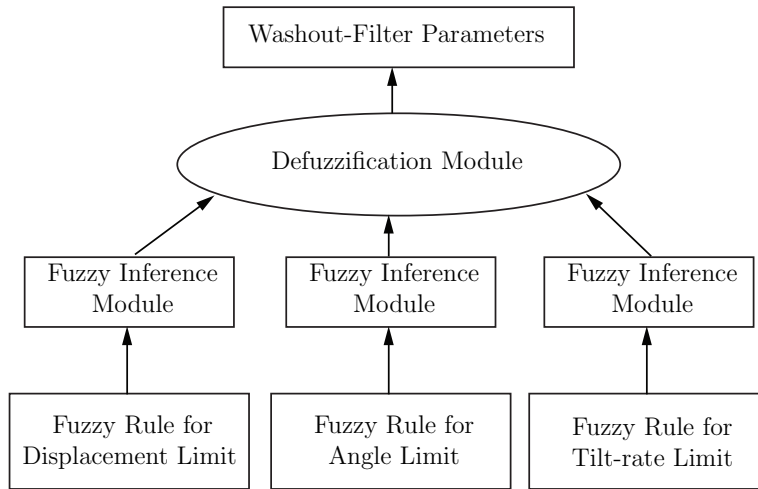 Washout-Filter Parameters
Defuzzification Module
Fuzzy Inference
Module
Fuzzy Inference
Module
Fuzzy Inference
Module
Fuzzy Rule for
Displacement Limit
Fuzzy Rule for
Angle Limit
Fuzzy Rule for
Tilt-rate Limit